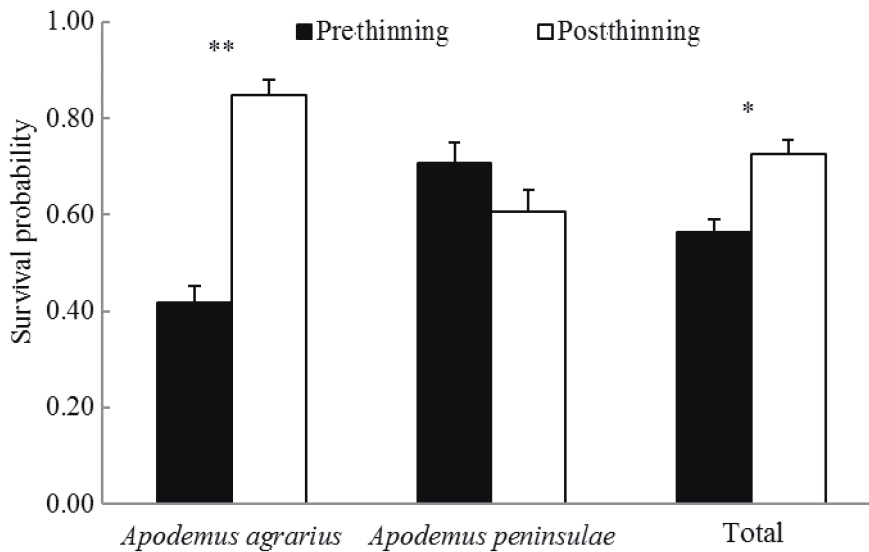 1.00
Prethinning
Postthinning
**
0.80
*
0.60
0.40
0.20
0.00
Survival probability
Apodemus agrarius
Apodemus peninsulae
Total